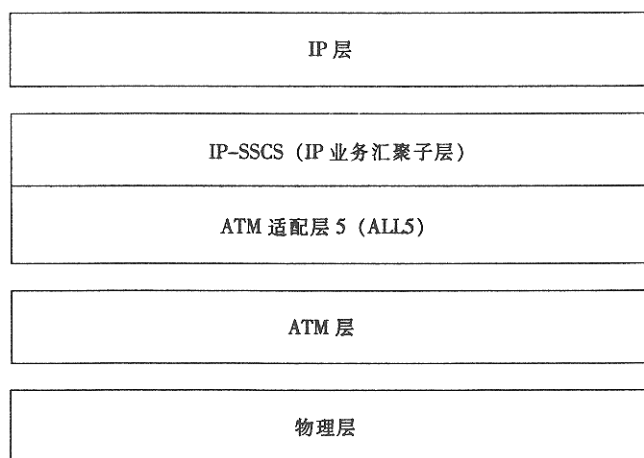 IP 层
IP-SSCS（IP 业务汇聚子层）
ATM 适配层 5（ALL5）
ATM 层
物理层